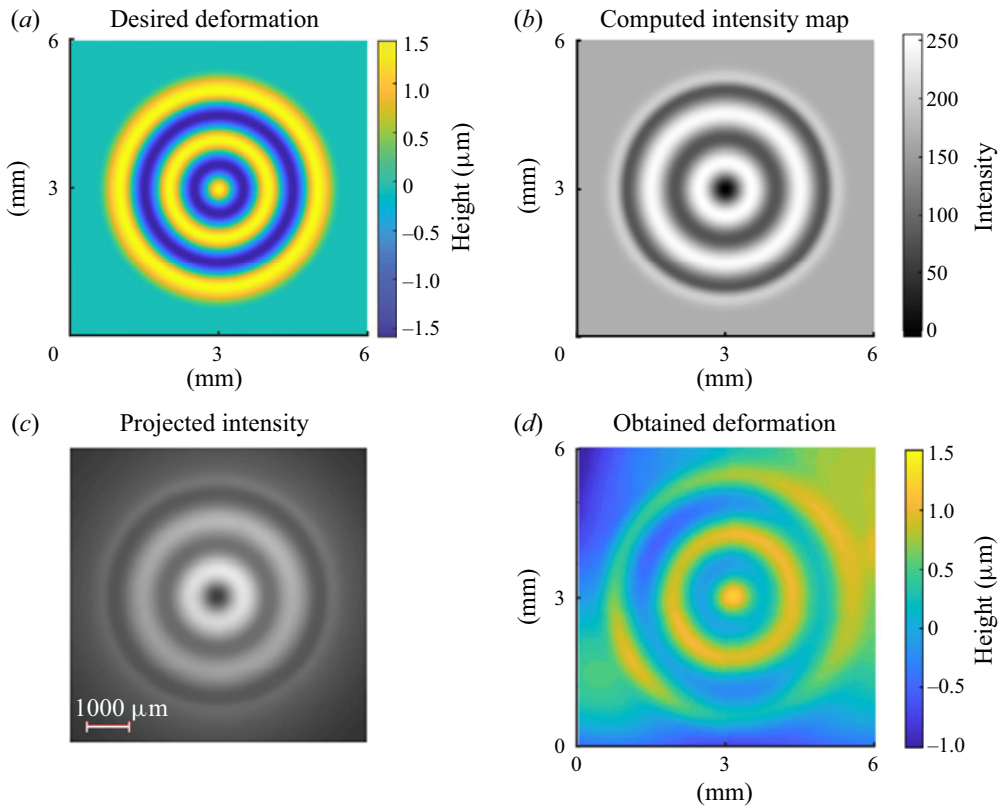 (a) Desired deformation
6
(mm)
3
0
3
6
(mm)
1.5
1.0
0.5
0
–0.5
–1.0
–1.5
Height (μm)
(b) Computed intensity map
6
(mm)
3
0
3
6
(mm)
250
200
150
100
50
0
Intensity
(c) Projected intensity
1000 μm
(d) Obtained deformation
6
(mm)
3
0
0
3
6
(mm)
1.5
1.0
0.5
0
–0.5
–1.0
Height (μm)